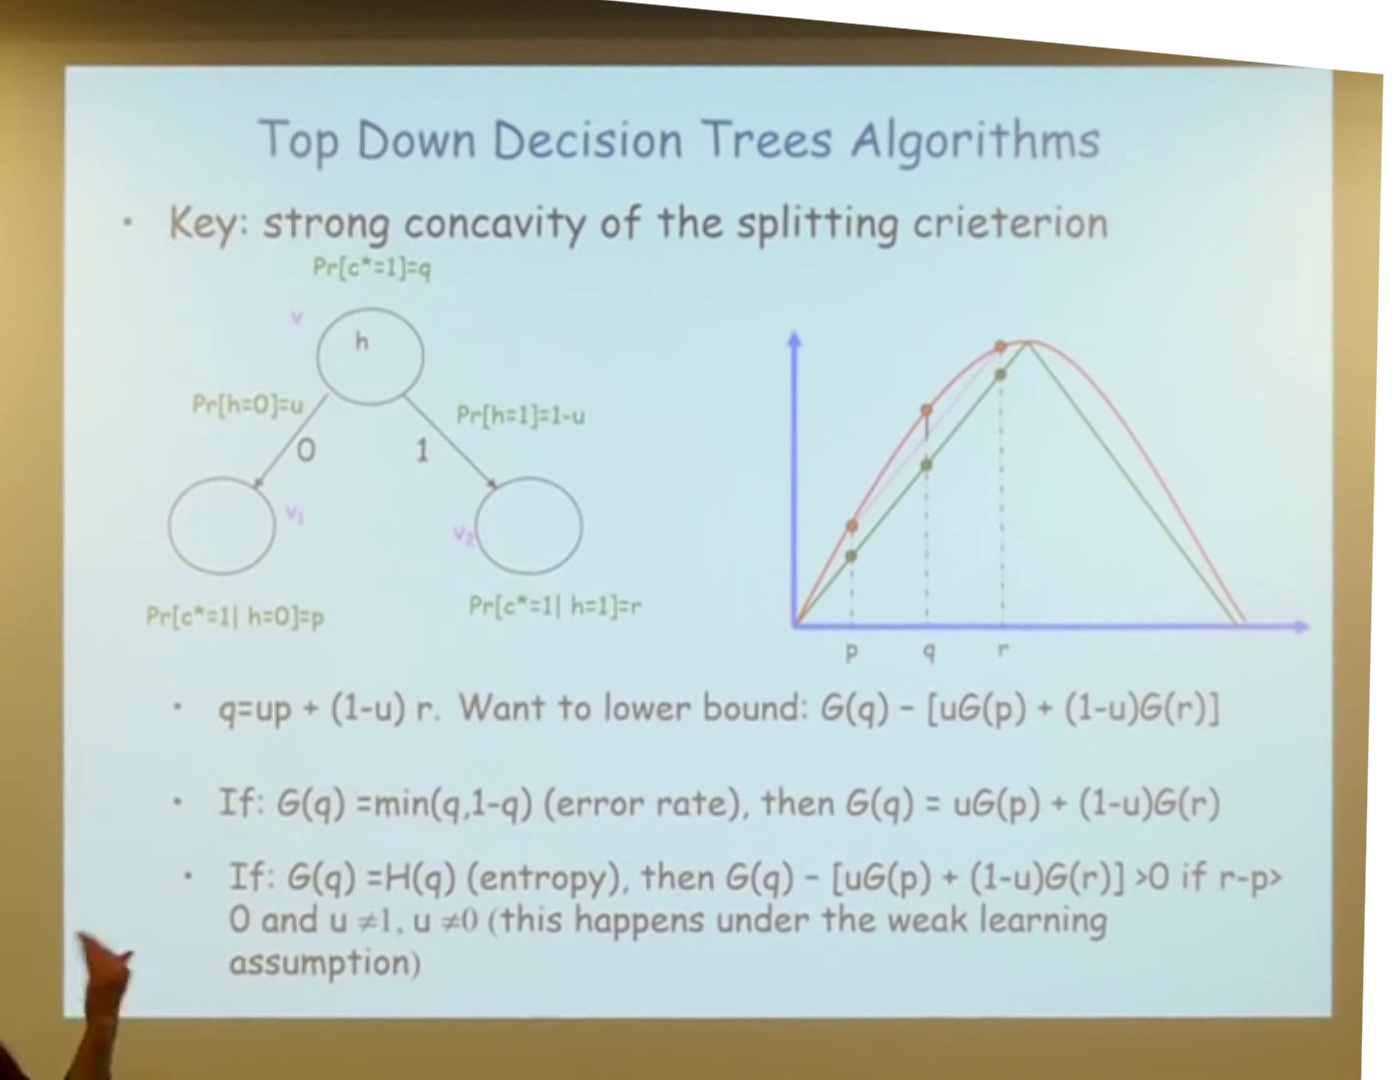 Top Down Decision Trees Algorithms
• Key: strong concavity of the splitting crieterion
Pr[c*=1]=q
v
h
Pr[h=0]=u
Pr[h=1]=1-u
0
1
v₁
v₂
Pr[c*=1| h=0]=p
Pr[c*=1| h=1]=r
p q r
• q=up + (1-u) r. Want to lower bound: G(q) - [uG(p) + (1-u)G(r)]
• If: G(q) =min(q,1-q) (error rate), then G(q) = uG(p) + (1-u)G(r)
• If: G(q) =H(q) (entropy), then G(q) - [uG(p) + (1-u)G(r)] >0 if r-p>
0 and u ≠1, u ≠0 (this happens under the weak learning
assumption)